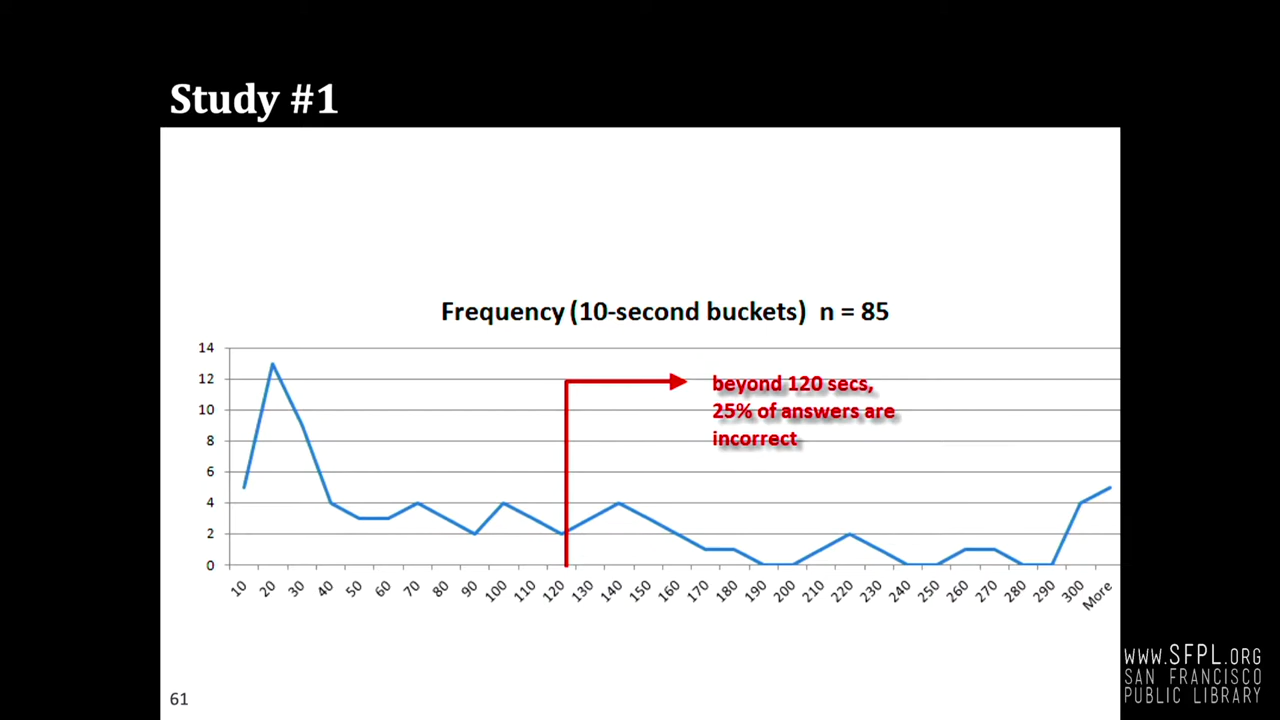 Study #1
Frequency (10-second buckets)  n = 85
14
12
10
8
6
4
2
0
beyond 120 secs,
25% of answers are
incorrect
10 20 30 40 50 60 70 80 90 100 110 120 130 140 150 160 170 180 190 200 210 220 230 240 250 260 270 280 290 300 More
61
WWW.SFPL.ORG
SAN FRANCISCO
PUBLIC LIBRARY